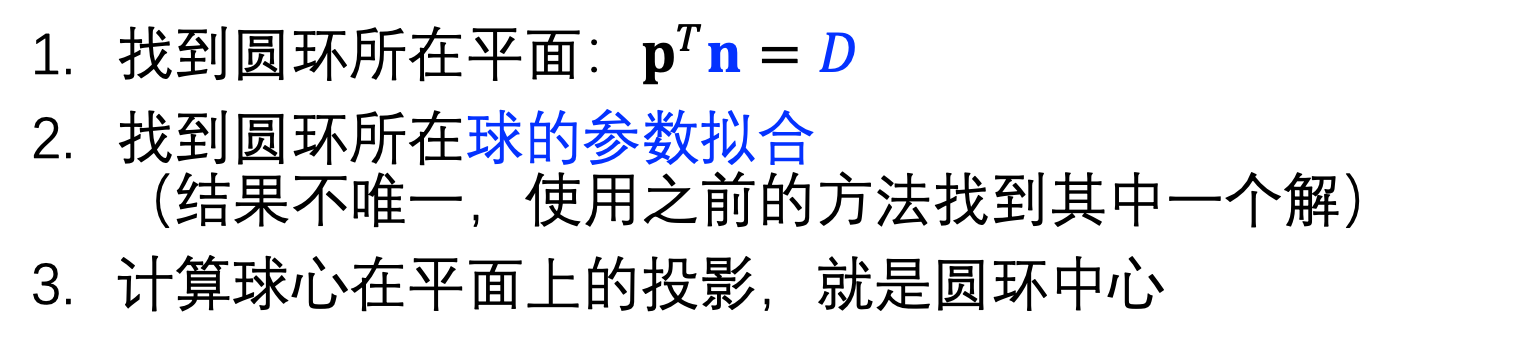 1. 找到圆环所在平面：𝐩ᵀ𝐧 = 𝐷
2. 找到圆环所在球的参数拟合
（结果不唯一，使用之前的方法找到其中一个解）
3. 计算球心在平面上的投影，就是圆环中心